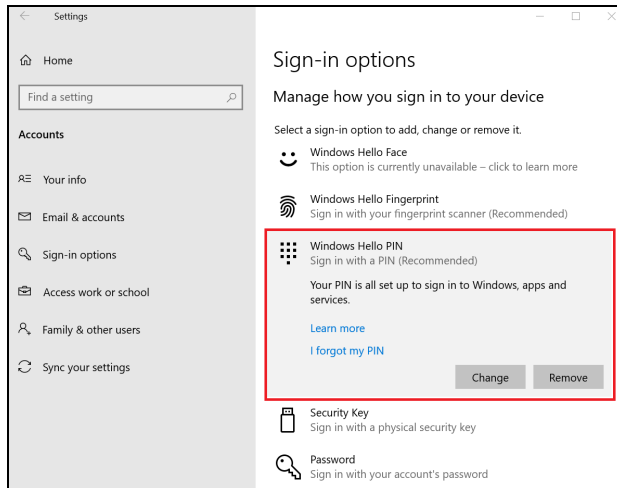 Settings
Home
Find a setting
Accounts
Your info
Email & accounts
Sign-in options
Access work or school
Family & other users
Sync your settings
Sign-in options
Manage how you sign in to your device
Select a sign-in option to add, change or remove it.
Windows Hello Face
This option is currently unavailable – click to learn more
Windows Hello Fingerprint
Sign in with your fingerprint scanner (Recommended)
Windows Hello PIN
Sign in with a PIN (Recommended)
Your PIN is all set up to sign in to Windows, apps and
services.
Learn more
I forgot my PIN
Change Remove
Security Key
Sign in with a physical security key
Password
Sign in with your account's password